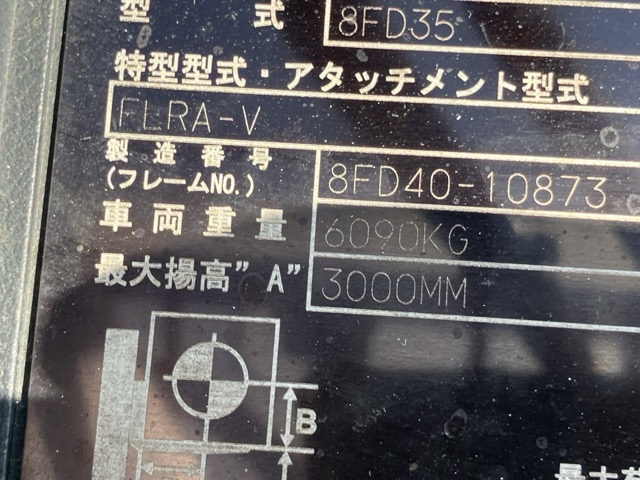 型 式 8FD35
特型型式・アタッチメント型式
FLRA-V
製造番号
(フレームNO.) 8FD40-10873
車両重量 6090KG
最大揚高"A" 3000MM
B